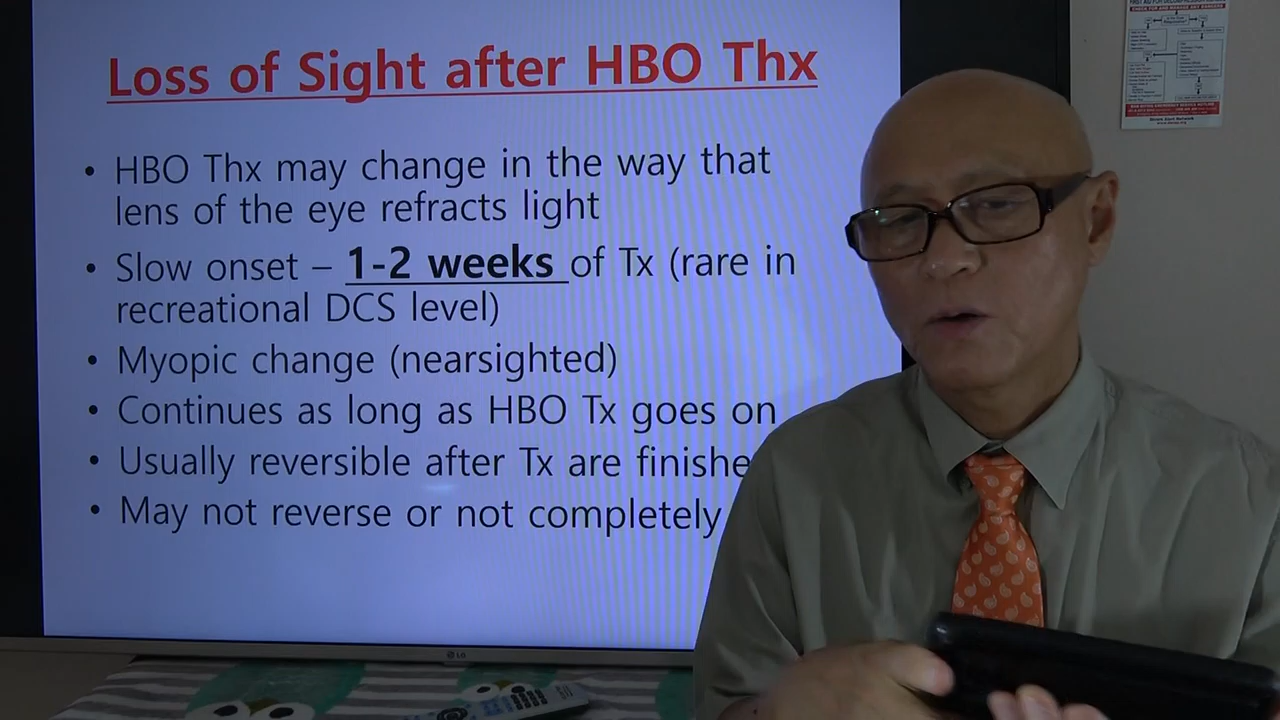 Loss of Sight after HBO Thx
• HBO Thx may change in the way that
lens of the eye refracts light
• Slow onset – 1-2 weeks of Tx (rare in
recreational DCS level)
• Myopic change (nearsighted)
• Continues as long as HBO Tx goes on
• Usually reversible after Tx are finishe
• May not reverse or not completely
LG